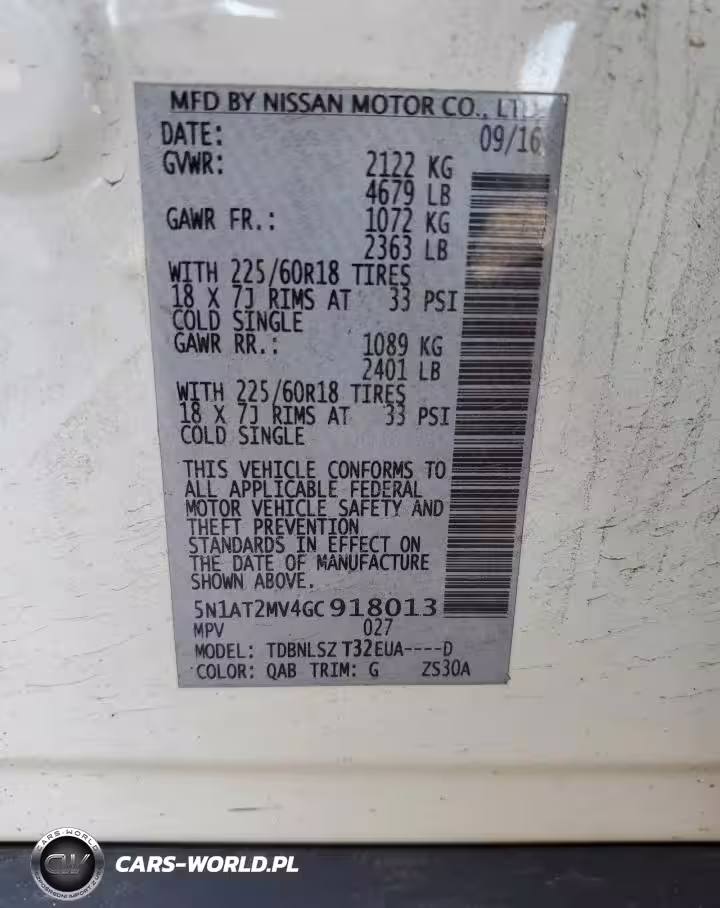 MFD BY NISSAN MOTOR CO., LTD.
DATE: 09/16
GVWR: 2122 KG
4679 LB
GAWR FR.: 1072 KG
2363 LB
WITH 225/60R18 TIRES
18 X 7J RIMS AT 33 PSI
COLD SINGLE
GAWR RR.: 1089 KG
2401 LB
WITH 225/60R18 TIRES
18 X 7J RIMS AT 33 PSI
COLD SINGLE
THIS VEHICLE CONFORMS TO
ALL APPLICABLE FEDERAL
MOTOR VEHICLE SAFETY AND
THEFT PREVENTION
STANDARDS IN EFFECT ON
THE DATE OF MANUFACTURE
SHOWN ABOVE.
5N1AT2MV4GC918013
MPV 027
MODEL: TDBNLSZ T32EUA----D
COLOR: QAB TRIM: G ZS30A
CARS-WORLD
CW
CARS-WORLD.PL